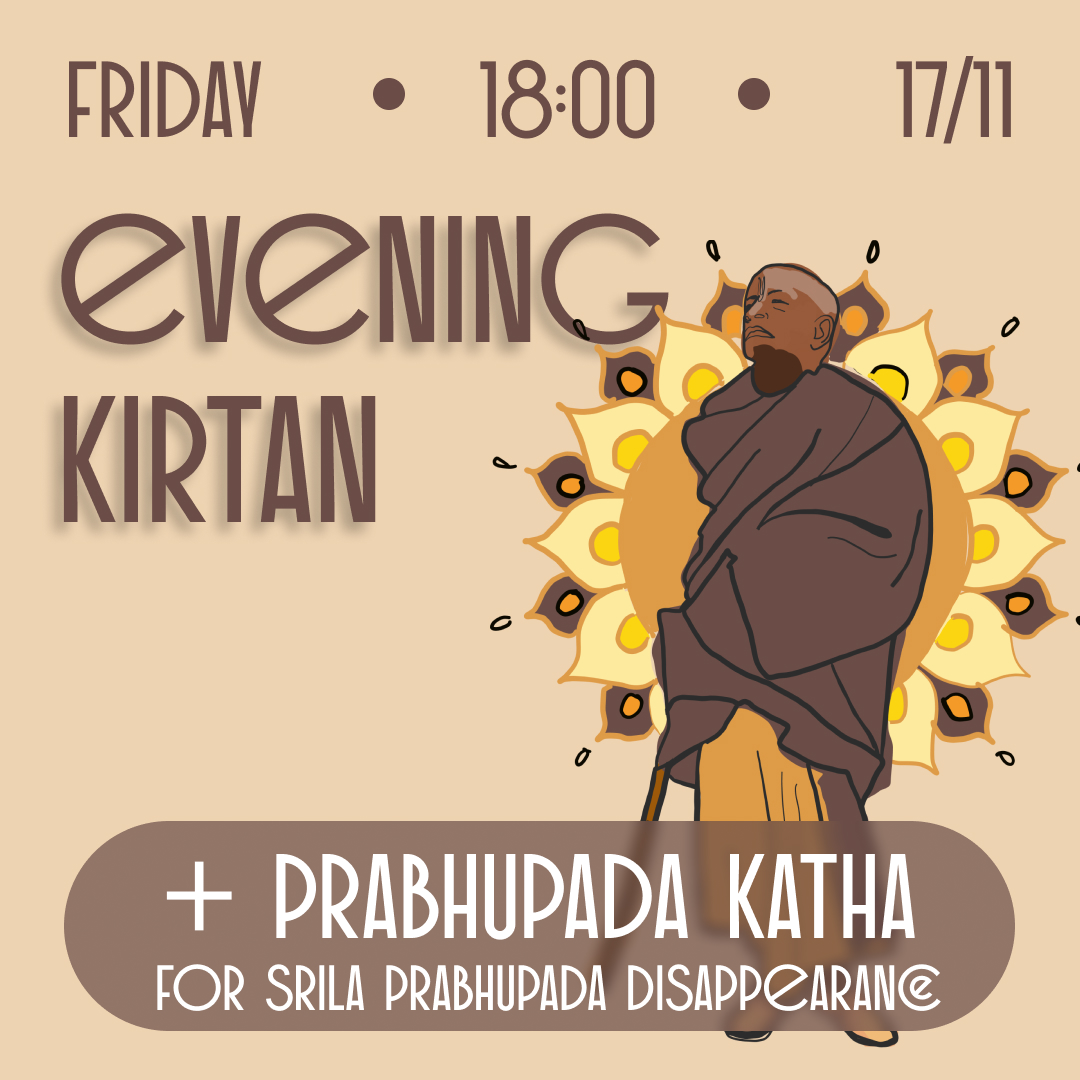 FRIDAY • 18:00 • 17/11
EVENING
KIRTAN
+ PRABHUPADA KATHA
FOR SRILA PRABHUPADA DISAPPEARANCE